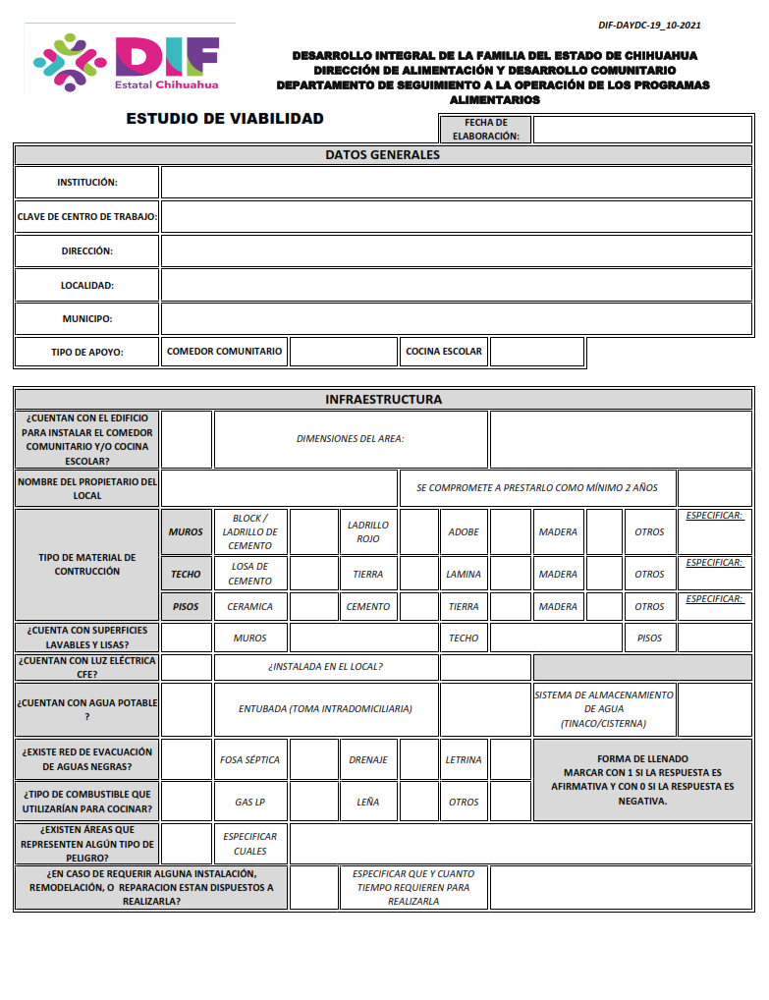 DIF-DAYDC-19_10-2021
DIF
Estatal Chihuahua
DESARROLLO INTEGRAL DE LA FAMILIA DEL ESTADO DE CHIHUAHUA
DIRECCIÓN DE ALIMENTACIÓN Y DESARROLLO COMUNITARIO
DEPARTAMENTO DE SEGUIMIENTO A LA OPERACIÓN DE LOS PROGRAMAS
ALIMENTARIOS
ESTUDIO DE VIABILIDAD
FECHA DE
ELABORACIÓN:
DATOS GENERALES
INSTITUCIÓN:
CLAVE DE CENTRO DE TRABAJO:
DIRECCIÓN:
LOCALIDAD:
MUNICIPO:
TIPO DE APOYO:
COMEDOR COMUNITARIO
COCINA ESCOLAR
INFRAESTRUCTURA
¿CUENTAN CON EL EDIFICIO
PARA INSTALAR EL COMEDOR
COMUNITARIO Y/O COCINA
ESCOLAR?
DIMENSIONES DEL AREA:
NOMBRE DEL PROPIETARIO DEL
LOCAL
SE COMPROMETE A PRESTARLO COMO MÍNIMO 2 AÑOS
TIPO DE MATERIAL DE
CONTRUCCIÓN
MUROS
BLOCK /
LADRILLO DE
CEMENTO
LADRILLO
ROJO
ADOBE
MADERA
OTROS
ESPECIFICAR:
TECHO
LOSA DE
CEMENTO
TIERRA
LAMINA
MADERA
OTROS
ESPECIFICAR:
PISOS
CERAMICA
CEMENTO
TIERRA
MADERA
OTROS
ESPECIFICAR:
¿CUENTA CON SUPERFICIES
LAVABLES Y LISAS?
MUROS
TECHO
PISOS
¿CUENTAN CON LUZ ELÉCTRICA
CFE?
¿INSTALADA EN EL LOCAL?
¿CUENTAN CON AGUA POTABLE
?
ENTUBADA (TOMA INTRADOMICILIARIA)
SISTEMA DE ALMACENAMIENTO
DE AGUA
(TINACO/CISTERNA)
¿EXISTE RED DE EVACUACIÓN
DE AGUAS NEGRAS?
FOSA SÉPTICA
DRENAJE
LETRINA
FORMA DE LLENADO
MARCAR CON 1 SI LA RESPUESTA ES
AFIRMATIVA Y CON 0 SI LA RESPUESTA ES
NEGATIVA.
¿TIPO DE COMBUSTIBLE QUE
UTILIZARÍAN PARA COCINAR?
GAS LP
LEÑA
OTROS
¿EXISTEN ÁREAS QUE
REPRESENTEN ALGÚN TIPO DE
PELIGRO?
ESPECIFICAR
CUALES
¿EN CASO DE REQUERIR ALGUNA INSTALACIÓN,
REMODELACIÓN, O  REPARACION ESTAN DISPUESTOS A
REALIZARLA?
ESPECIFICAR QUE Y CUANTO
TIEMPO REQUIEREN PARA
REALIZARLA